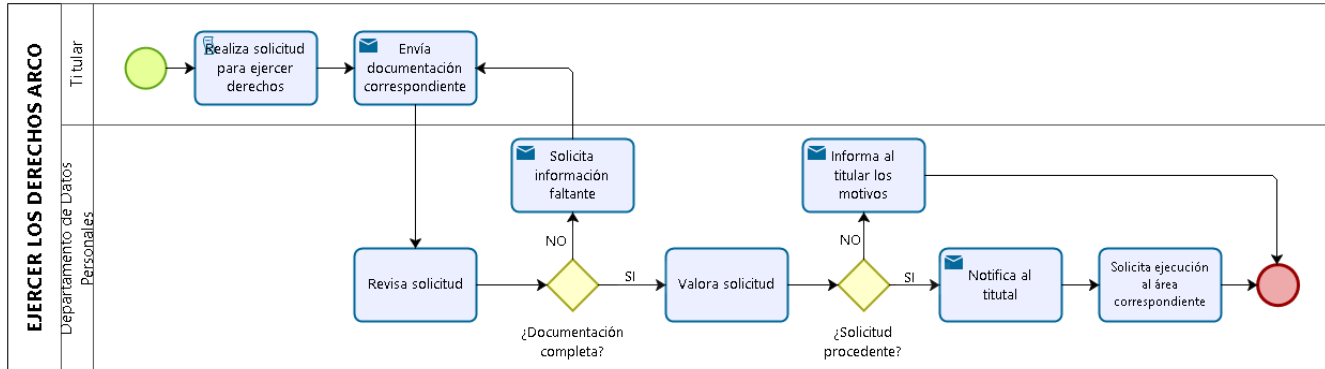 EJERCER LOS DERECHOS ARCO
Titular
Realiza solicitud
para ejercer
derechos
Envía
documentación
correspondiente
Departamento de Datos
Personales
Solicita
información
faltante
Informa al
titular los
motivos
NO
NO
Revisa solicitud
SI
Valora solicitud
SI
Notifica al
titutal
Solicita ejecución
al área
correspondiente
¿Documentación
completa?
¿Solicitud
procedente?